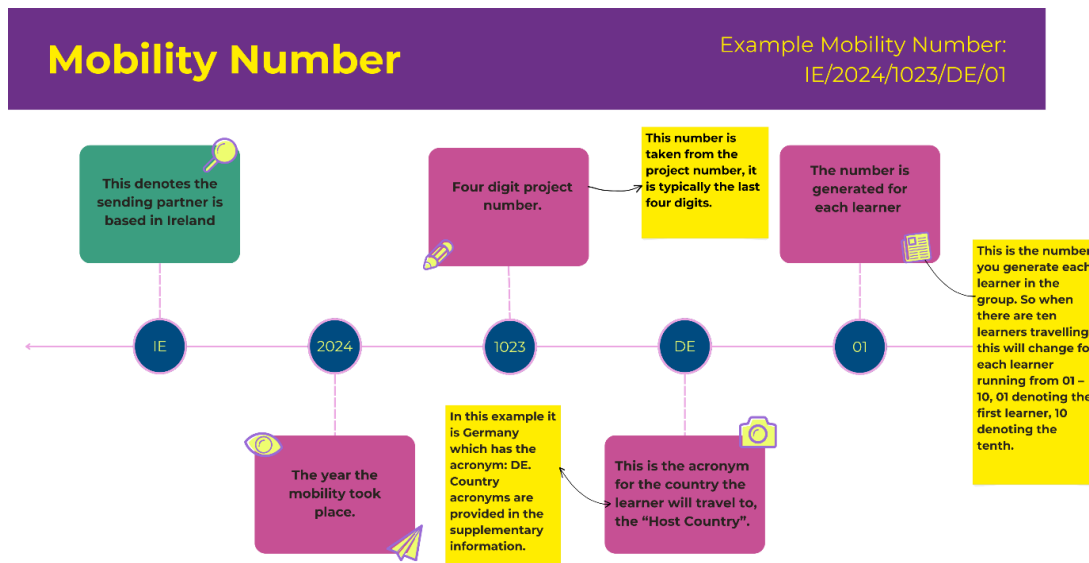 Mobility Number
Example Mobility Number:
IE/2024/1023/DE/01
This denotes the
sending partner is
based in Ireland
Four digit project
number.
This number is
taken from the
project number, it
is typically the last
four digits.
The number is
generated for
each learner
This is the number
you generate each
learner in the
group. So when
there are ten
learners travelling
this will change fo
each learner
running from 01 –
10, 01 denoting the
first learner, 10
denoting the
tenth.
IE
2024
1023
DE
01
The year the
mobility took
place.
In this example it
is Germany
which has the
acronym: DE.
Country
acronyms are
provided in the
supplementary
information.
This is the acronym
for the country the
learner will travel to,
the “Host Country”.